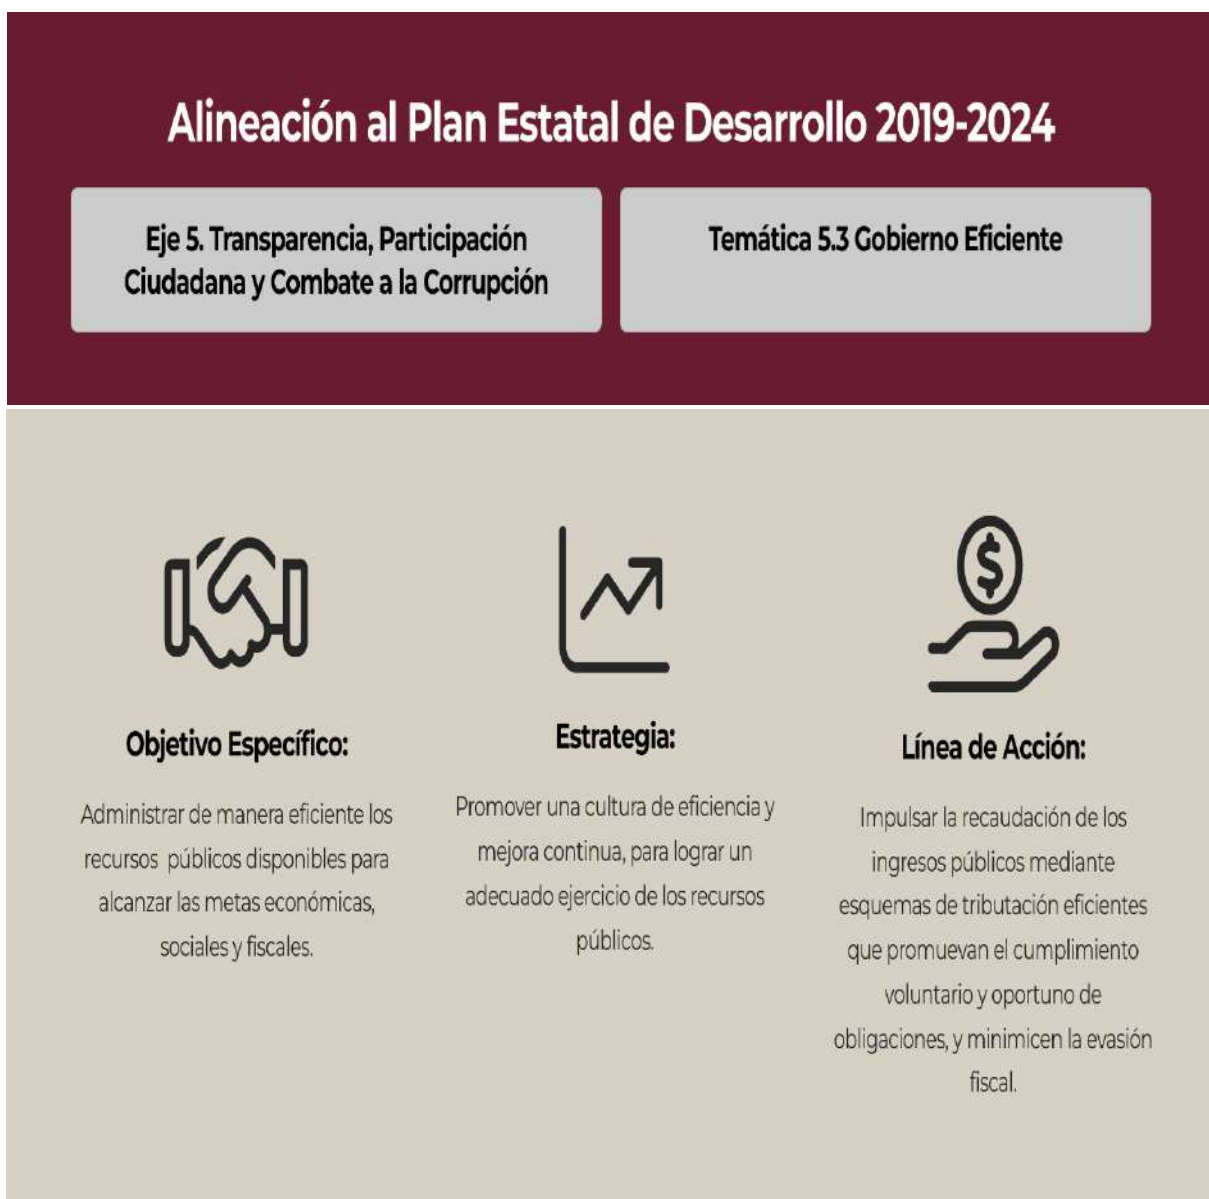 Alineación al Plan Estatal de Desarrollo 2019-2024
Eje 5. Transparencia, Participación
Ciudadana y Combate a la Corrupción
Temática 5.3 Gobierno Eficiente
Objetivo Específico:
Administrar de manera eficiente los
recursos públicos disponibles para
alcanzar las metas económicas,
sociales y fiscales.
Estrategia:
Promover una cultura de eficiencia y
mejora continua, para lograr un
adecuado ejercicio de los recursos
públicos.
$
Línea de Acción:
Impulsar la recaudación de los
ingresos públicos mediante
esquemas de tributación eficientes
que promuevan el cumplimiento
voluntario y oportuno de
obligaciones, y minimicen la evasión
fiscal.